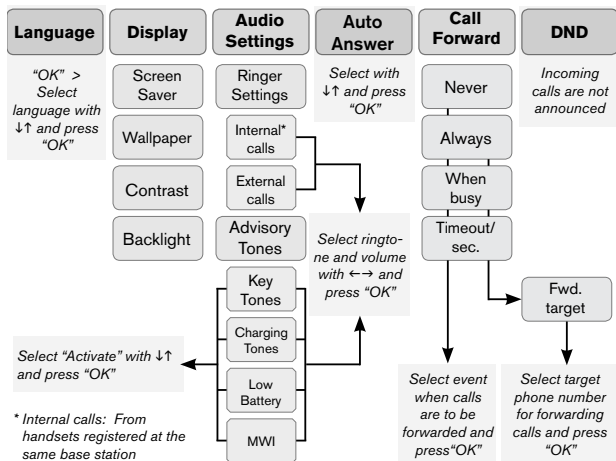 Language
Display
Audio
Settings
Auto
Answer
Call
Forward
DND
“OK” >
Select
language with
↓↑ and press
“OK”
Screen
Saver
Wallpaper
Contrast
Backlight
Ringer
Settings
Internal*
calls
External
calls
Advisory
Tones
Key
Tones
Charging
Tones
Low
Battery
MWI
Select with
↓↑ and press
“OK”
Select ringto-
ne and volume
with ←→ and
press “OK”
Never
Always
When
busy
Timeout/
sec.
Incoming
calls are not
announced
Fwd.
target
Select “Activate” with ↓↑
and press “OK”
* Internal calls: From
handsets registered at the
same base station
Select event
when calls
are to be
forwarded and
press“OK”
Select target
phone number
for forwarding
calls and press
“OK”